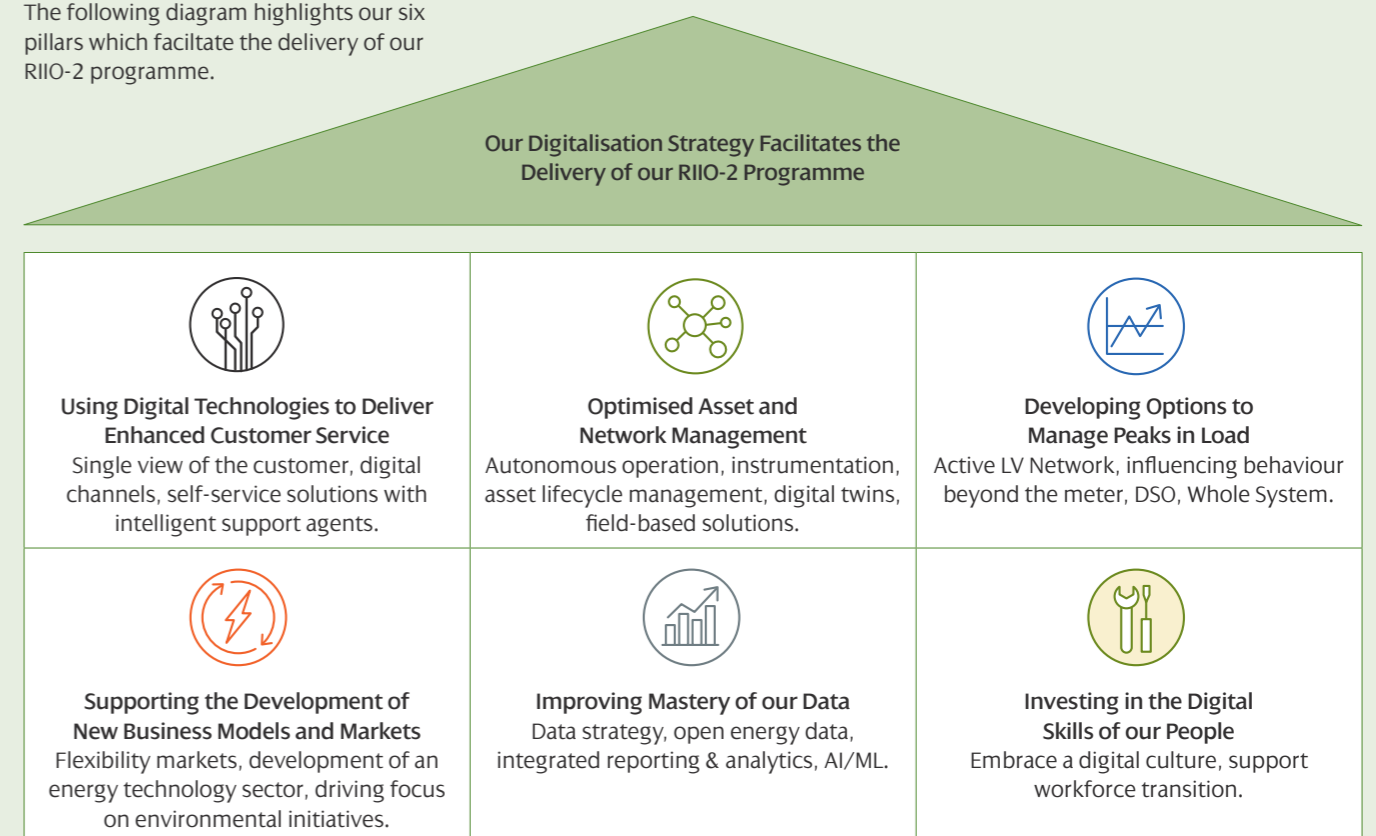 The following diagram highlights our six
pillars which faciltate the delivery of our
RIIO-2 programme.
Our Digitalisation Strategy Facilitates the
Delivery of our RIIO-2 Programme
Using Digital Technologies to Deliver
Enhanced Customer Service
Single view of the customer, digital
channels, self-service solutions with
intelligent support agents.
Optimised Asset and
Network Management
Autonomous operation, instrumentation,
asset lifecycle management, digital twins,
field-based solutions.
Developing Options to
Manage Peaks in Load
Active LV Network, influencing behaviour
beyond the meter, DSO, Whole System.
Supporting the Development of
New Business Models and Markets
Flexibility markets, development of an
energy technology sector, driving focus
on environmental initiatives.
Improving Mastery of our Data
Data strategy, open energy data,
integrated reporting & analytics, AI/ML.
Investing in the Digital
Skills of our People
Embrace a digital culture, support
workforce transition.